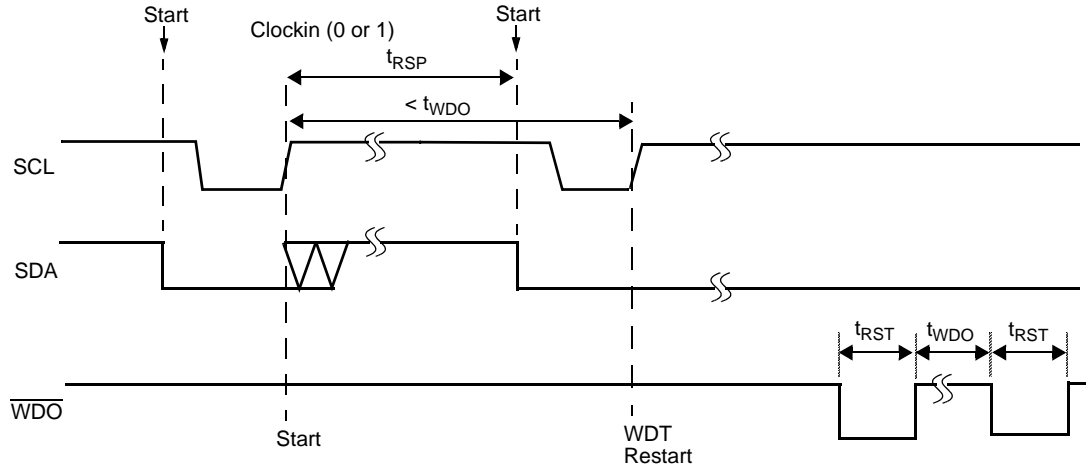 Start
Start
Clockin (0 or 1)
tRSP
< tWDO
SCL
SDA
tRST
tWDO
tRST
WDO
Start
WDT
Restart